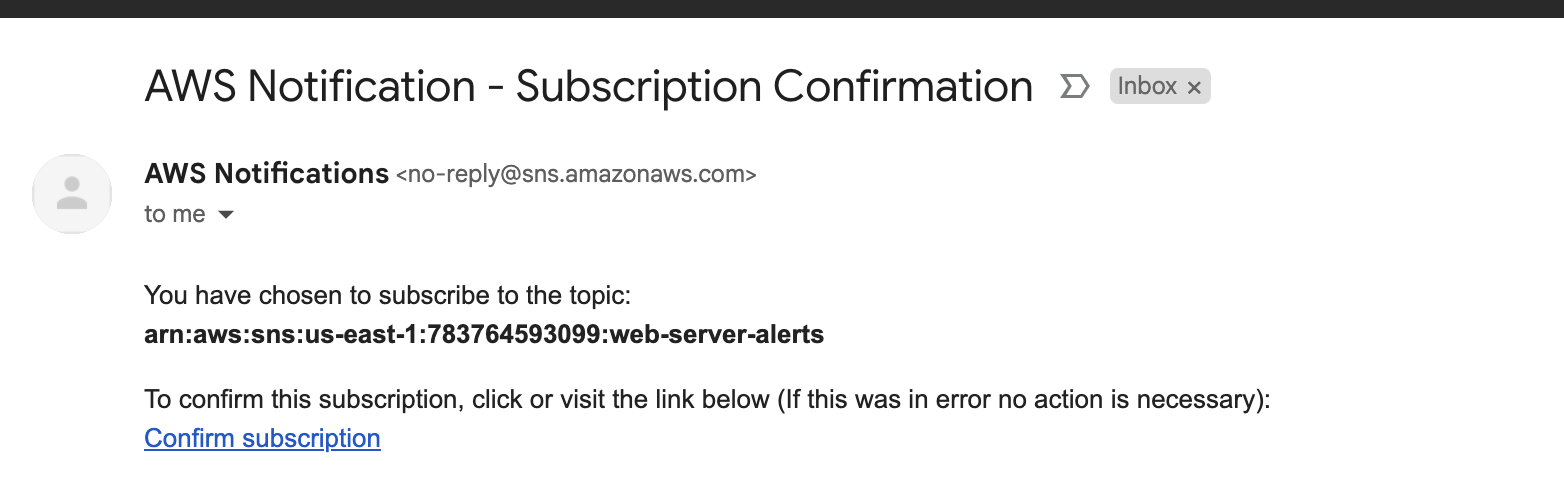 AWS Notification - Subscription Confirmation Inbox ×
AWS Notifications <no-reply@sns.amazonaws.com>
to me
You have chosen to subscribe to the topic:
arn:aws:sns:us-east-1:783764593099:web-server-alerts
To confirm this subscription, click or visit the link below (If this was in error no action is necessary):
Confirm subscription